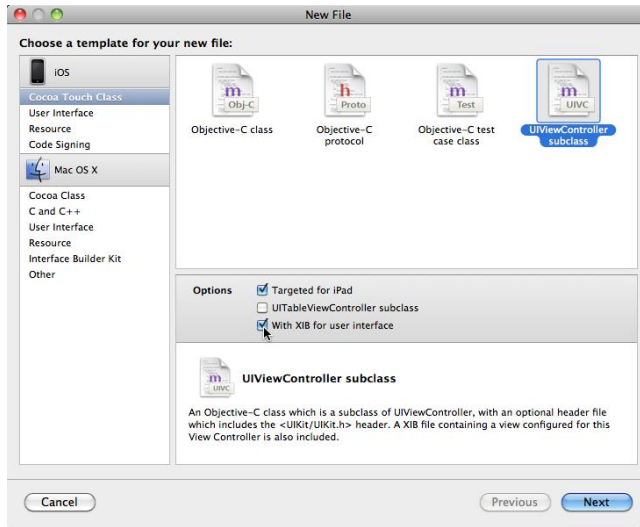 New File
Choose a template for your new file:
iOS
Cocoa Touch Class
User Interface
Resource
Code Signing
Mac OS X
Cocoa Class
C and C++
User Interface
Resource
Interface Builder Kit
Other
m
Obj-C
Objective-C class
h
Proto
Objective-C
protocol
m
Test
Objective-C test
case class
m
UIVC
UIViewController
subclass
Options
Targeted for iPad
UITableViewController subclass
With XIB for user interface
m
UIVC
UIViewController subclass
An Objective-C class which is a subclass of UIViewController, with an optional header file
which includes the <UIKit/UIKit.h> header. A XIB file containing a view configured for this
View Controller is also included.
Cancel
Previous
Next